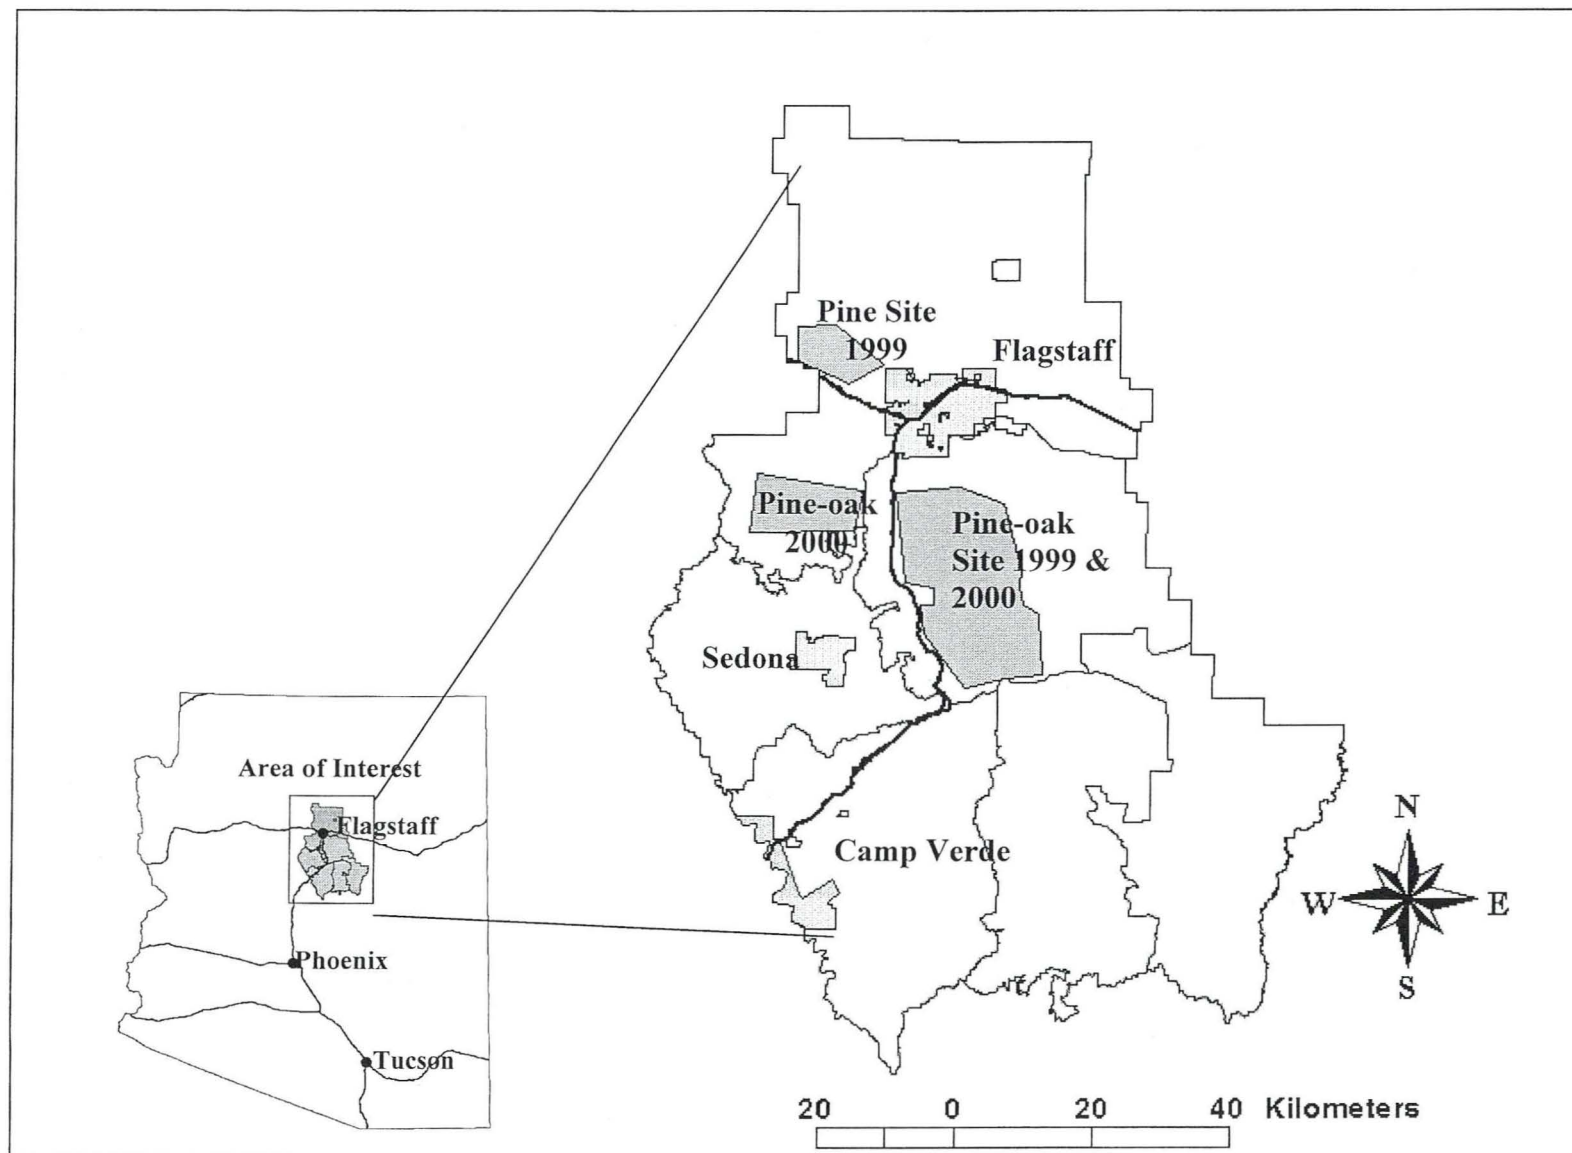 Pine Site
1999
Flagstaff
Pine-oak
2000
Pine-oak
Site 1999 &
2000
Sedona
Camp Verde
Area of Interest
Flagstaff
Phoenix
Tucson
N
W E
S
20 0 20 40 Kilometers